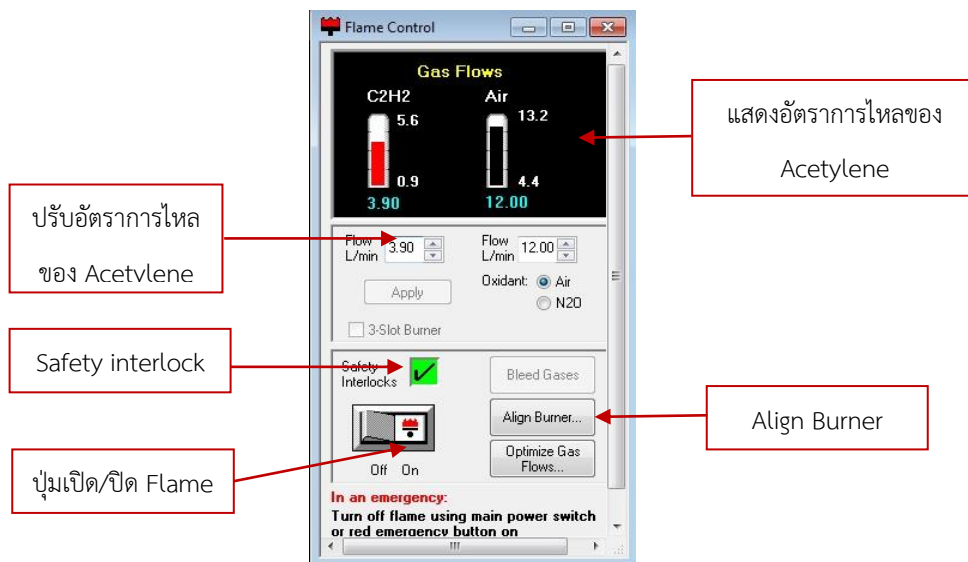 Flame Control
Gas Flows
C2H2 Air
5.6 13.2
0.9 4.4
3.90 12.00
แสดงอัตราการไหลของ
Acetylene
ปรับอัตราการไหล
ของ Acetylene
Flow
L/min 3.90
Flow
L/min 12.00
Apply
Oxidant: Air
N2O
3-Slot Burner
Safety interlock
Safety
Interlocks
Bleed Gases
Align Burner...
Align Burner
Optimize Gas
Flows...
Off On
ปุ่มเปิด/ปิด Flame
In an emergency:
Turn off flame using main power switch
or red emergency button on